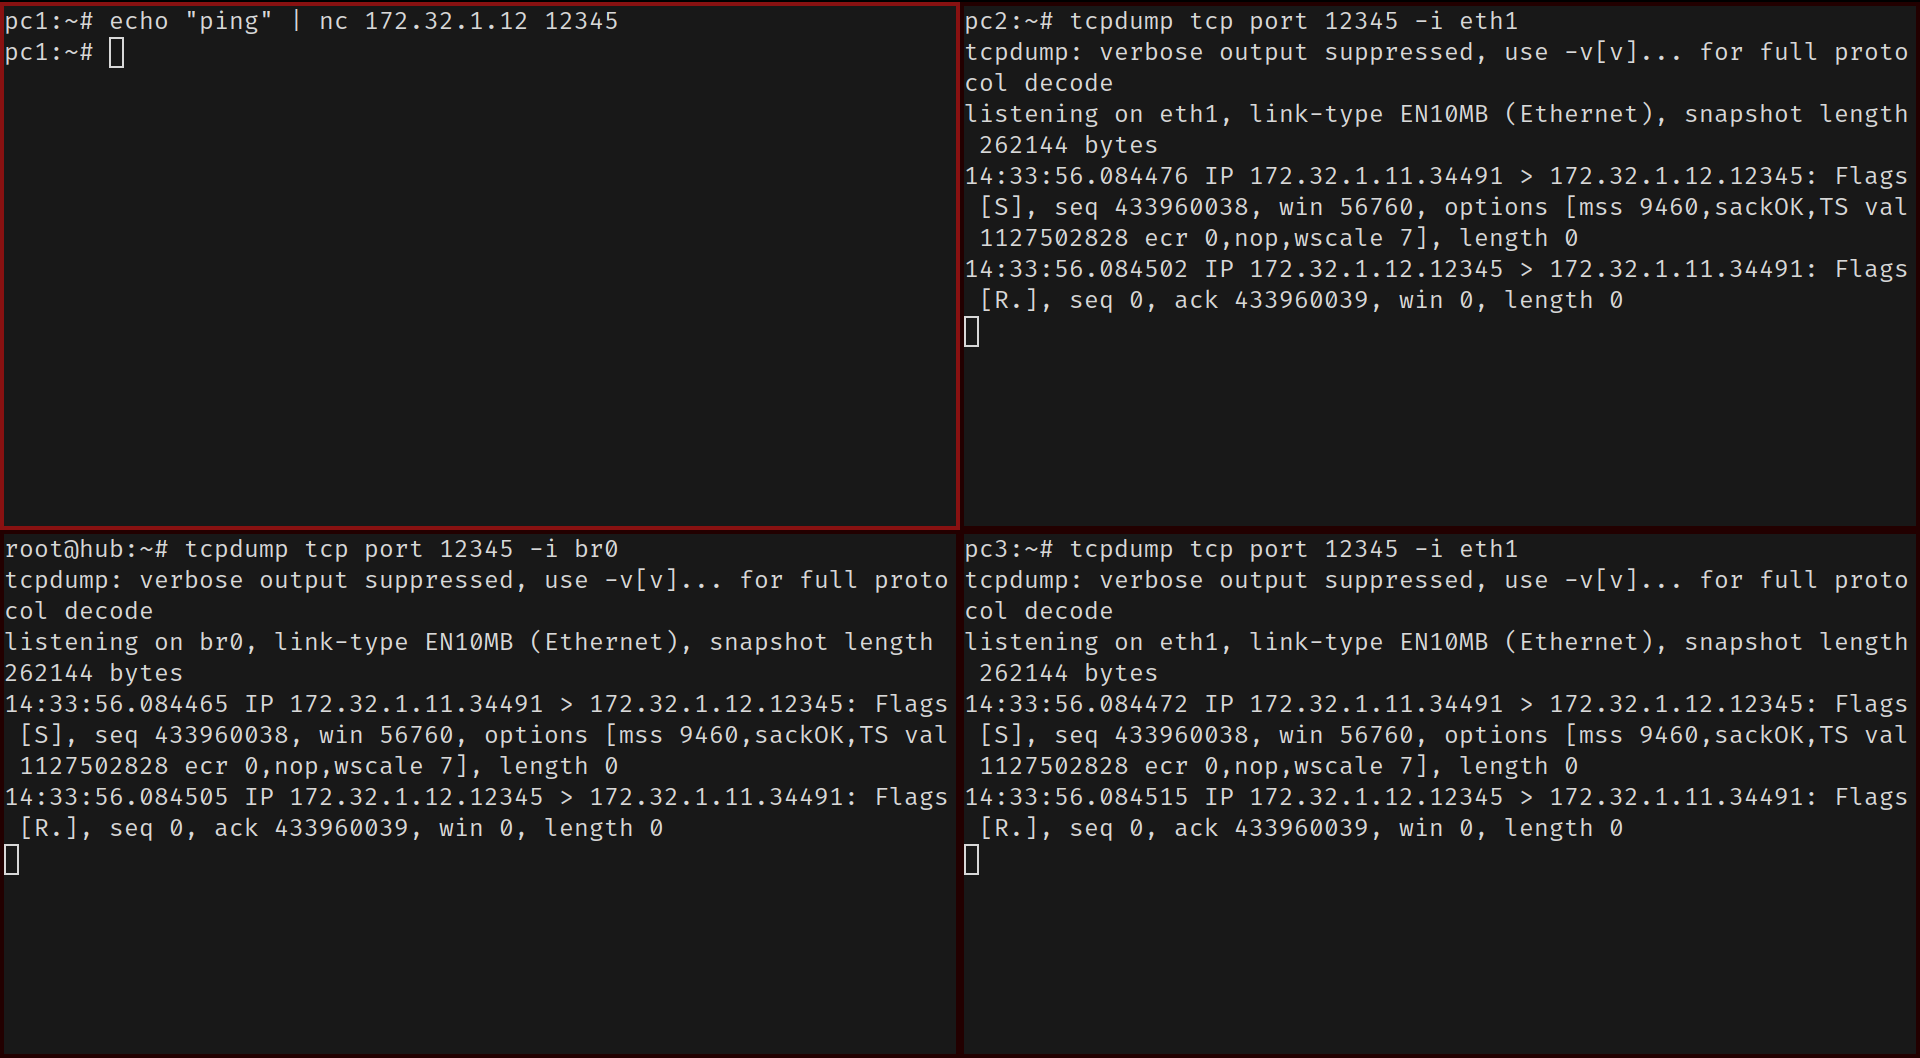 pc1:~# echo "ping" | nc 172.32.1.12 12345
pc1:~#
pc2:~# tcpdump tcp port 12345 -i eth1
tcpdump: verbose output suppressed, use -v[v]... for full proto
col decode
listening on eth1, link-type EN10MB (Ethernet), snapshot length
 262144 bytes
14:33:56.084476 IP 172.32.1.11.34491 > 172.32.1.12.12345: Flags
 [S], seq 433960038, win 56760, options [mss 9460,sackOK,TS val
 1127502828 ecr 0,nop,wscale 7], length 0
14:33:56.084502 IP 172.32.1.12.12345 > 172.32.1.11.34491: Flags
 [R.], seq 0, ack 433960039, win 0, length 0
root@hub:~# tcpdump tcp port 12345 -i br0
tcpdump: verbose output suppressed, use -v[v]... for full proto
col decode
listening on br0, link-type EN10MB (Ethernet), snapshot length
262144 bytes
14:33:56.084465 IP 172.32.1.11.34491 > 172.32.1.12.12345: Flags
 [S], seq 433960038, win 56760, options [mss 9460,sackOK,TS val
 1127502828 ecr 0,nop,wscale 7], length 0
14:33:56.084505 IP 172.32.1.12.12345 > 172.32.1.11.34491: Flags
 [R.], seq 0, ack 433960039, win 0, length 0
pc3:~# tcpdump tcp port 12345 -i eth1
tcpdump: verbose output suppressed, use -v[v]... for full proto
col decode
listening on eth1, link-type EN10MB (Ethernet), snapshot length
 262144 bytes
14:33:56.084472 IP 172.32.1.11.34491 > 172.32.1.12.12345: Flags
 [S], seq 433960038, win 56760, options [mss 9460,sackOK,TS val
 1127502828 ecr 0,nop,wscale 7], length 0
14:33:56.084515 IP 172.32.1.12.12345 > 172.32.1.11.34491: Flags
 [R.], seq 0, ack 433960039, win 0, length 0